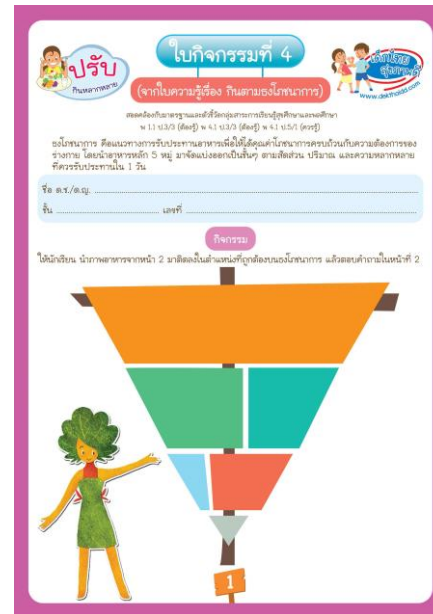 ปรับ
กินหลากหลาย
ใบกิจกรรมที่ 4
(จากใบความรู้เรื่อง กินตามธงโภชนาการ)
เด็กไทย
สุขภาพดี
www.dekthaidd.com
สอดคล้องกับมาตรฐานและตัวชี้วัดกลุ่มสาระการเรียนรู้สุขศึกษาและพลศึกษา
พ 1.1 ป.3/3 (ต้องรู้) พ 4.1 ป.3/3 (ต้องรู้) พ 4.1 ป.5/1 (ควรรู้)
ธงโภชนาการ คือแนวทางการรับประทานอาหารเพื่อให้ได้คุณค่าโภชนาการครบถ้วนกับความต้องการของ
ร่างกาย โดยนำอาหารหลัก 5 หมู่ มาจัดแบ่งออกเป็นชั้นๆ ตามสัดส่วน ปริมาณ และความหลากหลาย
ที่ควรรับประทานใน 1 วัน
ชื่อ ด.ช./ด.ญ.
ชั้น เลขที่
กิจกรรม
ให้นักเรียน นำภาพอาหารจากหน้า 2 มาติดลงในตำแหน่งที่ถูกต้องบนธงโภชนาการ แล้วตอบคำถามในหน้าที่ 2
1